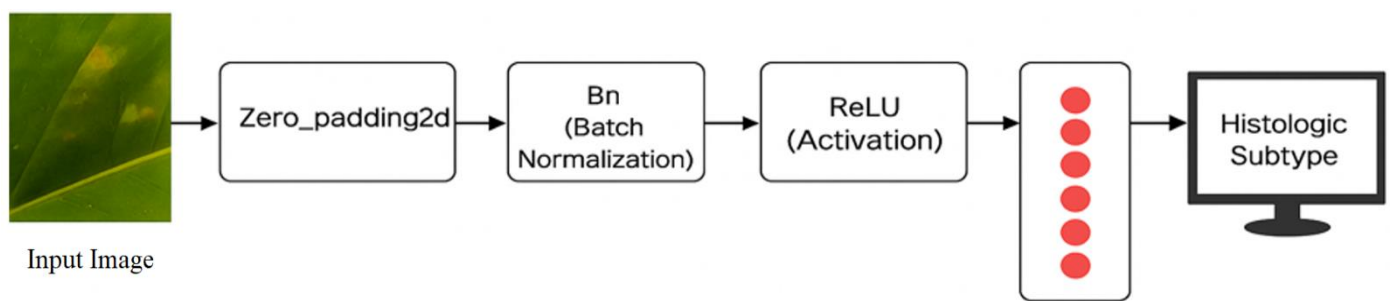 Zero_padding2d
Bn
(Batch
Normalization)
ReLU
(Activation)
Histologic
Subtype
Input Image